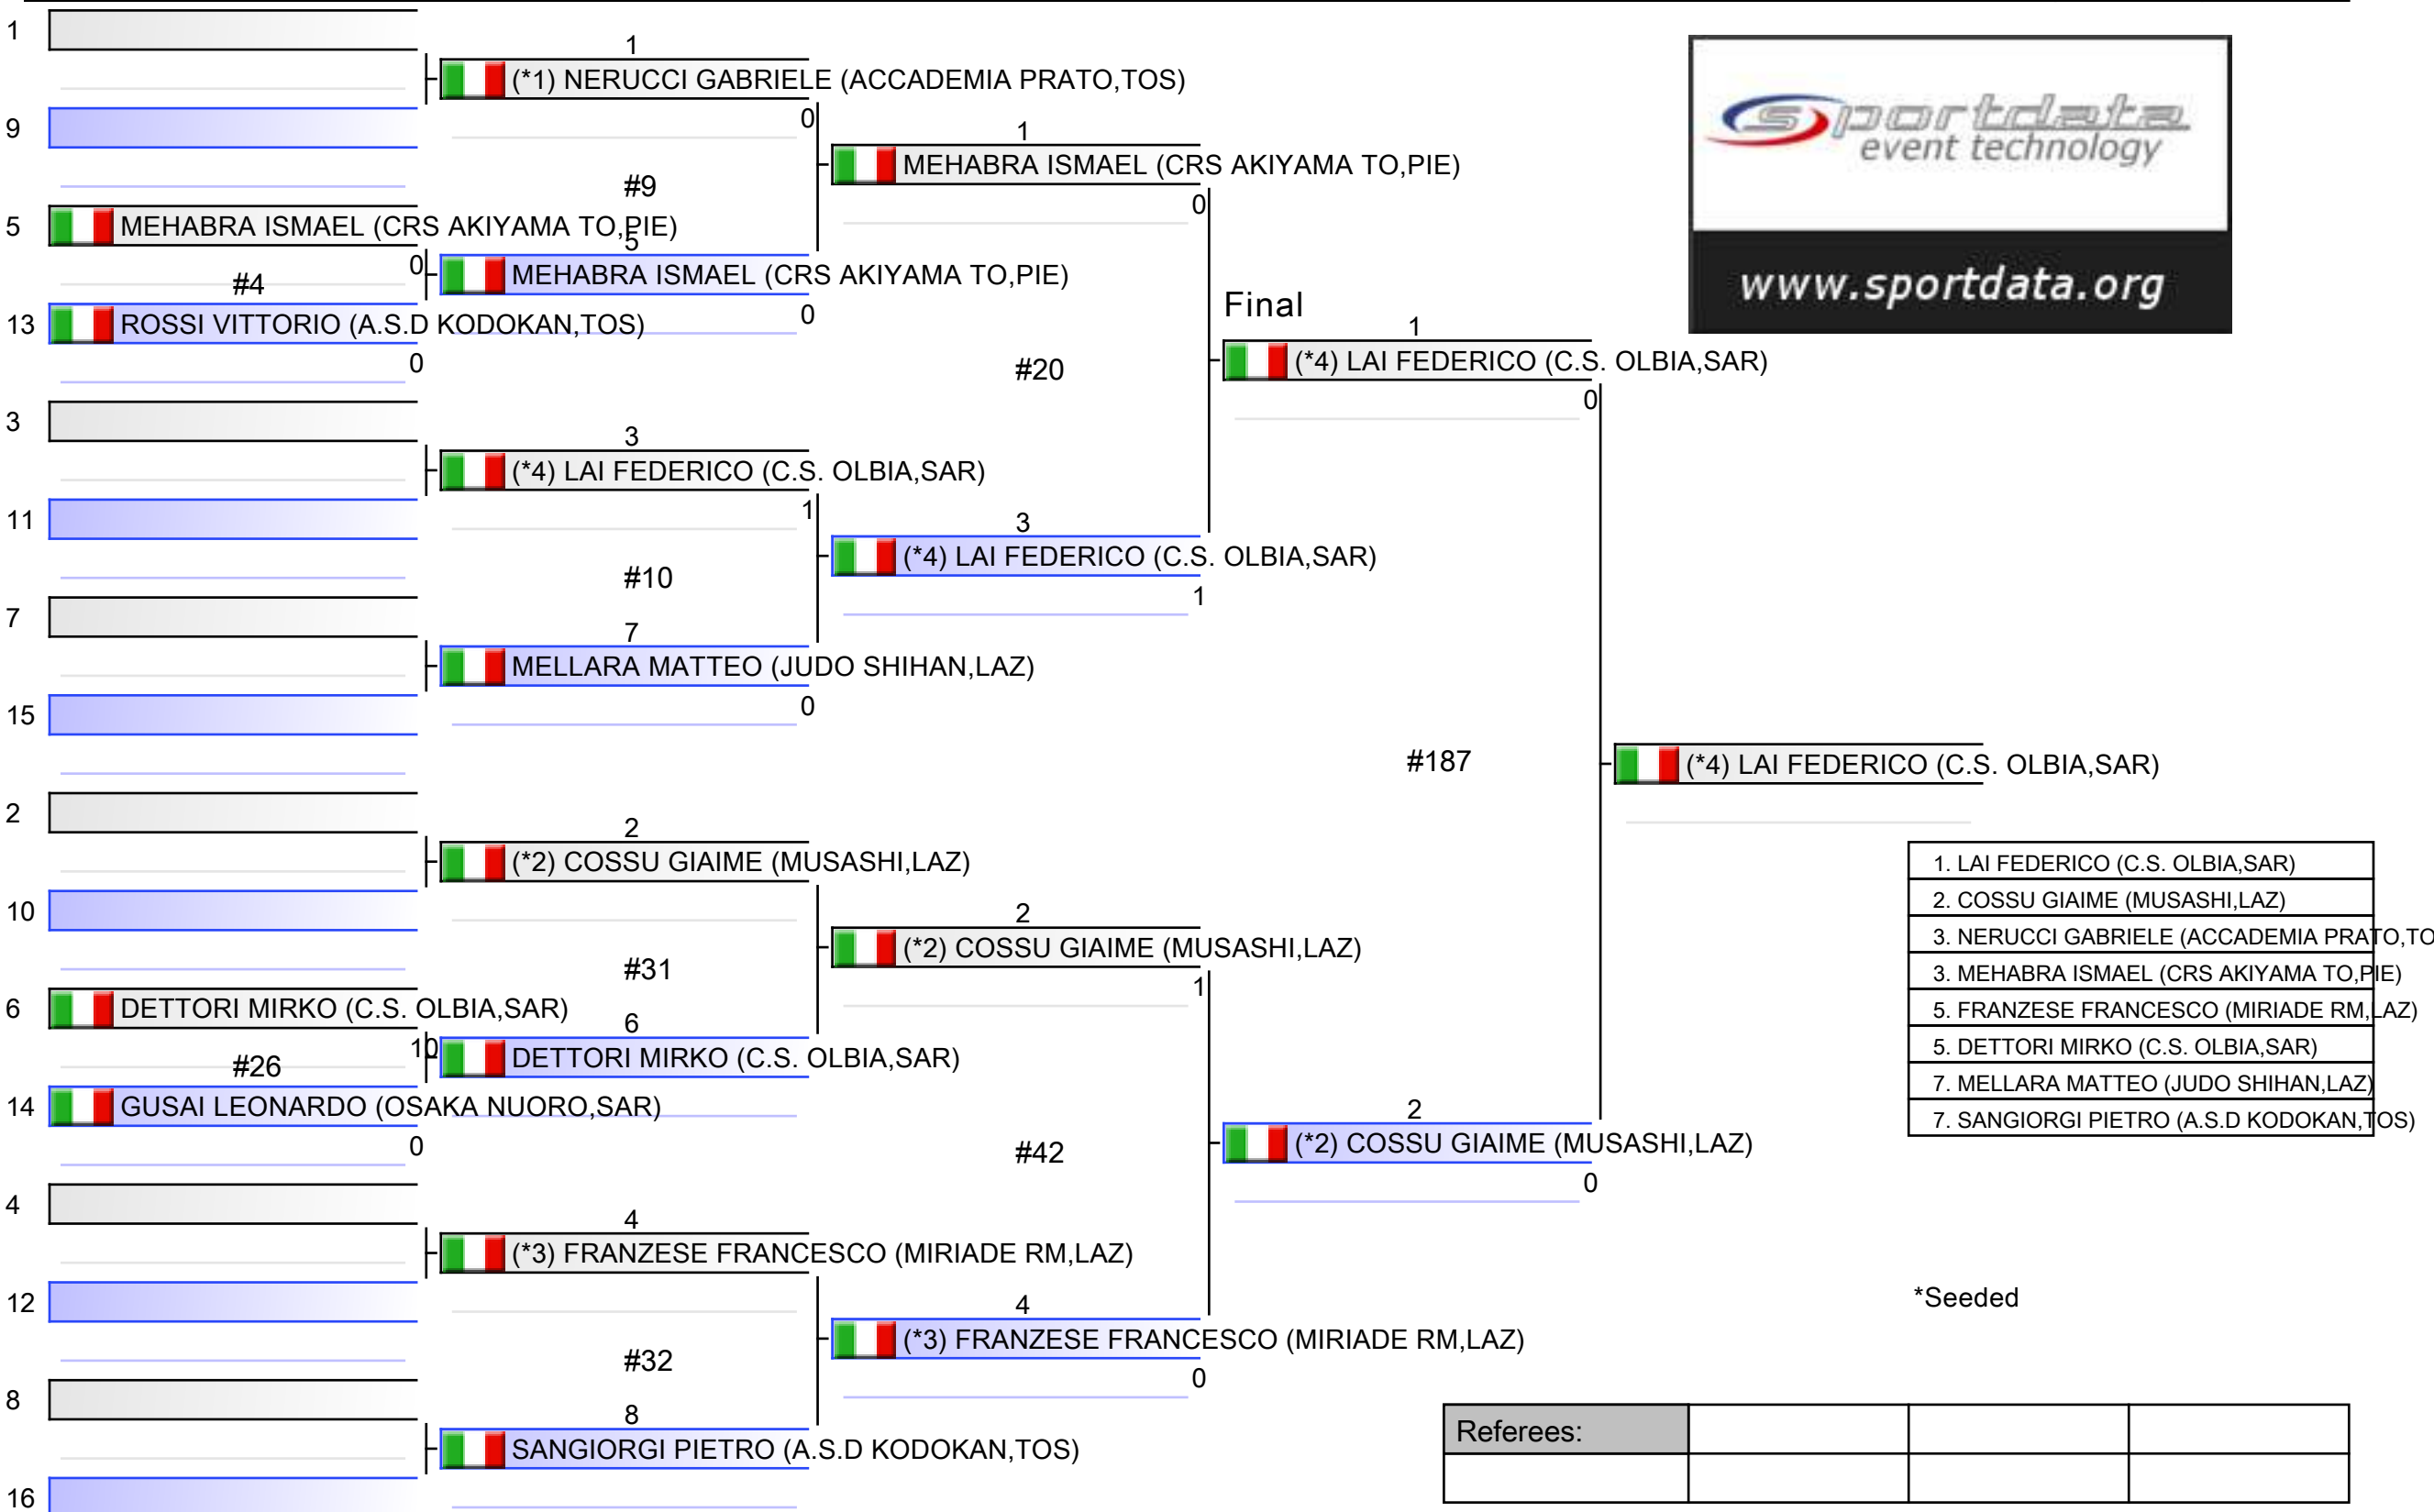 1
1
(*1) NERUCCI GABRIELE (ACCADEMIA PRATO,TOS)
sportdata
event technology
www.sportdata.org
9
0
1
MEHABRA ISMAEL (CRS AKIYAMA TO,PIE)
#9
0
5
MEHABRA ISMAEL (CRS AKIYAMA TO,PIE)
5
0
MEHABRA ISMAEL (CRS AKIYAMA TO,PIE)
#4
13
ROSSI VITTORIO (A.S.D KODOKAN,TOS)
0
0
Final
1
(*4) LAI FEDERICO (C.S. OLBIA,SAR)
0
#20
3
3
(*4) LAI FEDERICO (C.S. OLBIA,SAR)
1
11
3
(*4) LAI FEDERICO (C.S. OLBIA,SAR)
1
#10
7
7
MELLARA MATTEO (JUDO SHIHAN,LAZ)
0
15
#187
(*4) LAI FEDERICO (C.S. OLBIA,SAR)
2
2
(*2) COSSU GIAIME (MUSASHI,LAZ)
10
2
(*2) COSSU GIAIME (MUSASHI,LAZ)
1
#31
6
DETTORI MIRKO (C.S. OLBIA,SAR)
6
10
DETTORI MIRKO (C.S. OLBIA,SAR)
#26
14
GUSAI LEONARDO (OSAKA NUORO,SAR)
0
#42
2
(*2) COSSU GIAIME (MUSASHI,LAZ)
0
1. LAI FEDERICO (C.S. OLBIA,SAR)
2. COSSU GIAIME (MUSASHI,LAZ)
3. NERUCCI GABRIELE (ACCADEMIA PRATO,TO
3. MEHABRA ISMAEL (CRS AKIYAMA TO,PIE)
5. FRANZESE FRANCESCO (MIRIADE RM,LAZ)
5. DETTORI MIRKO (C.S. OLBIA,SAR)
7. MELLARA MATTEO (JUDO SHIHAN,LAZ)
7. SANGIORGI PIETRO (A.S.D KODOKAN,TOS)
4
4
(*3) FRANZESE FRANCESCO (MIRIADE RM,LAZ)
12
4
(*3) FRANZESE FRANCESCO (MIRIADE RM,LAZ)
0
*Seeded
#32
8
8
SANGIORGI PIETRO (A.S.D KODOKAN,TOS)
16
Referees: